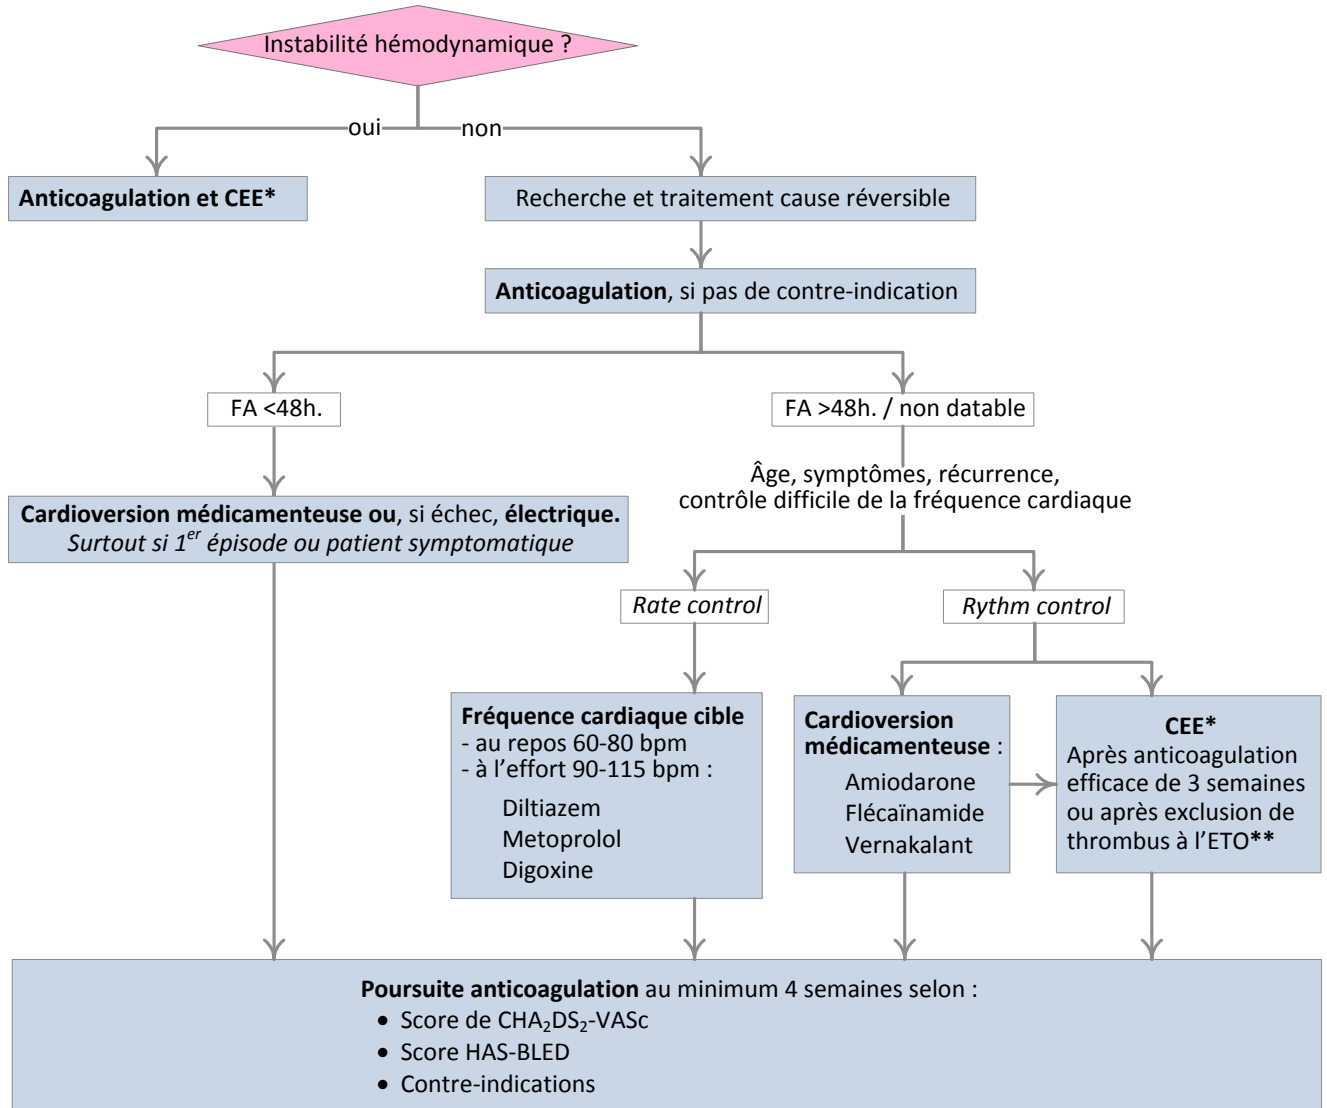 Instabilité hémodynamique ?
oui
non
Anticoagulation et CEE*
Recherche et traitement cause réversible
Anticoagulation, si pas de contre-indication
FA <48h.
FA >48h. / non datable
Âge, symptômes, récurrence,
contrôle difficile de la fréquence cardiaque
Cardioversion médicamenteuse ou, si échec, électrique.
Surtout si 1er épisode ou patient symptomatique
Rate control
Rythm control
Fréquence cardiaque cible
- au repos 60-80 bpm
- à l'effort 90-115 bpm :
Diltiazem
Metoprolol
Digoxine
Cardioversion
médicamenteuse :
Amiodarone
Flécaïnamide
Vernakalant
CEE*
Après anticoagulation
efficace de 3 semaines
ou après exclusion de
thrombus à l'ETO**
Poursuite anticoagulation au minimum 4 semaines selon :
• Score de CHA2DS2-VASc
• Score HAS-BLED
• Contre-indications